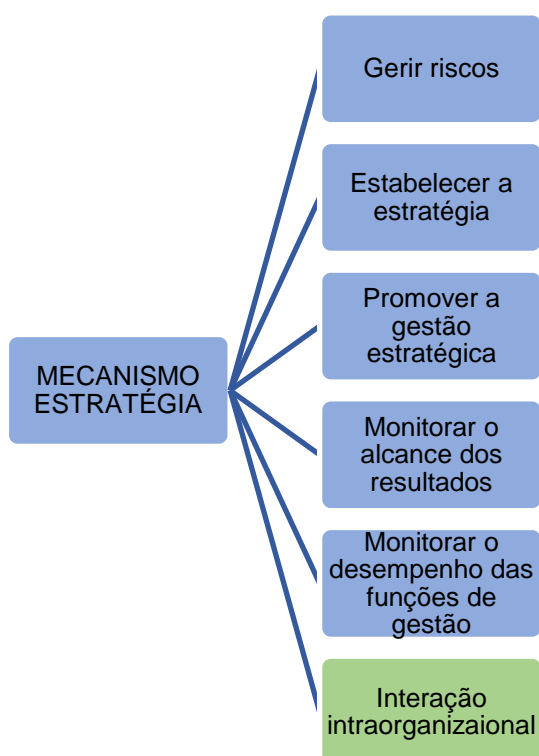 Gerir riscos
Estabelecer a
estratégia
Promover a
gestão
estratégica
MECANISMO
ESTRATÉGIA
Monitorar o
alcance dos
resultados
Monitorar o
desempenho das
funções de
gestão
Interação
intraorganizaional